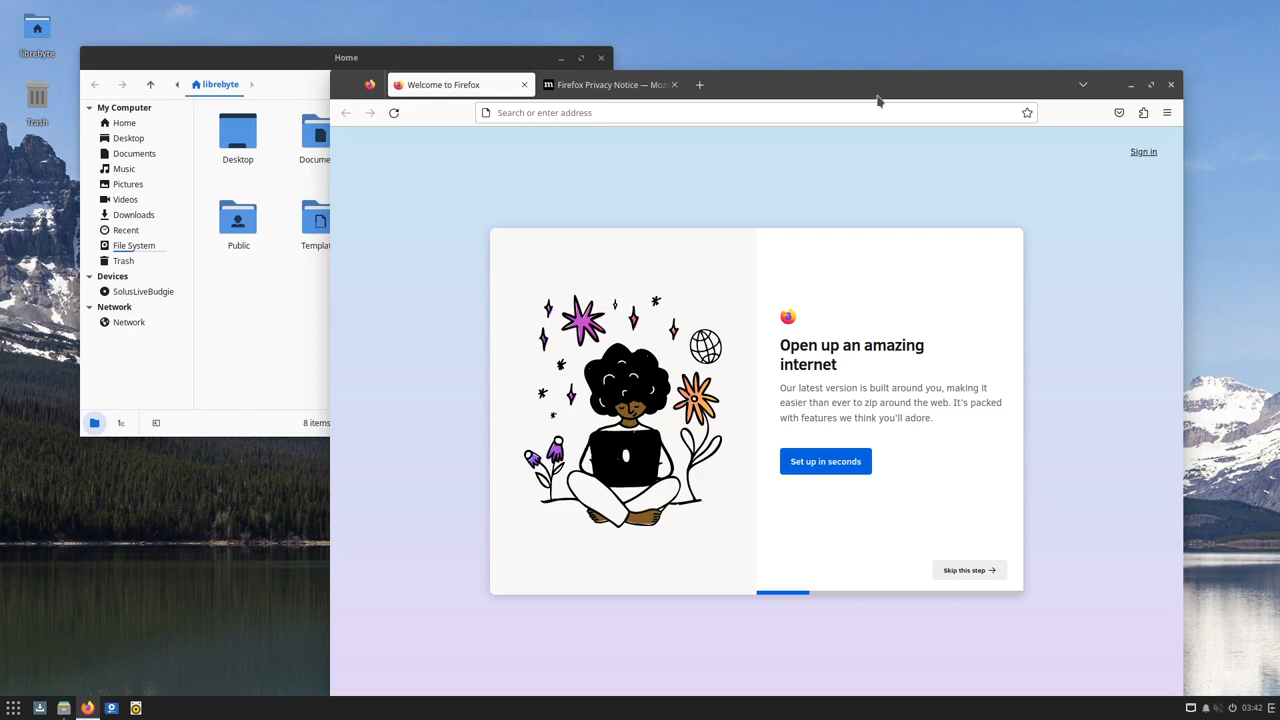 librebyte
Trash
Home
librebyte
My Computer
Home
Desktop
Documents
Music
Pictures
Videos
Downloads
Recent
File System
Trash
Devices
SolusLiveBudgie
Network
Network
Desktop
Docume
Public
Templat
8 items
Welcome to Firefox
Firefox Privacy Notice — Moz
Search or enter address
Sign in
Open up an amazing
internet
Our latest version is built around you, making it
easier than ever to zip around the web. It's packed
with features we think you'll adore.
Set up in seconds
Skip this step
03:42